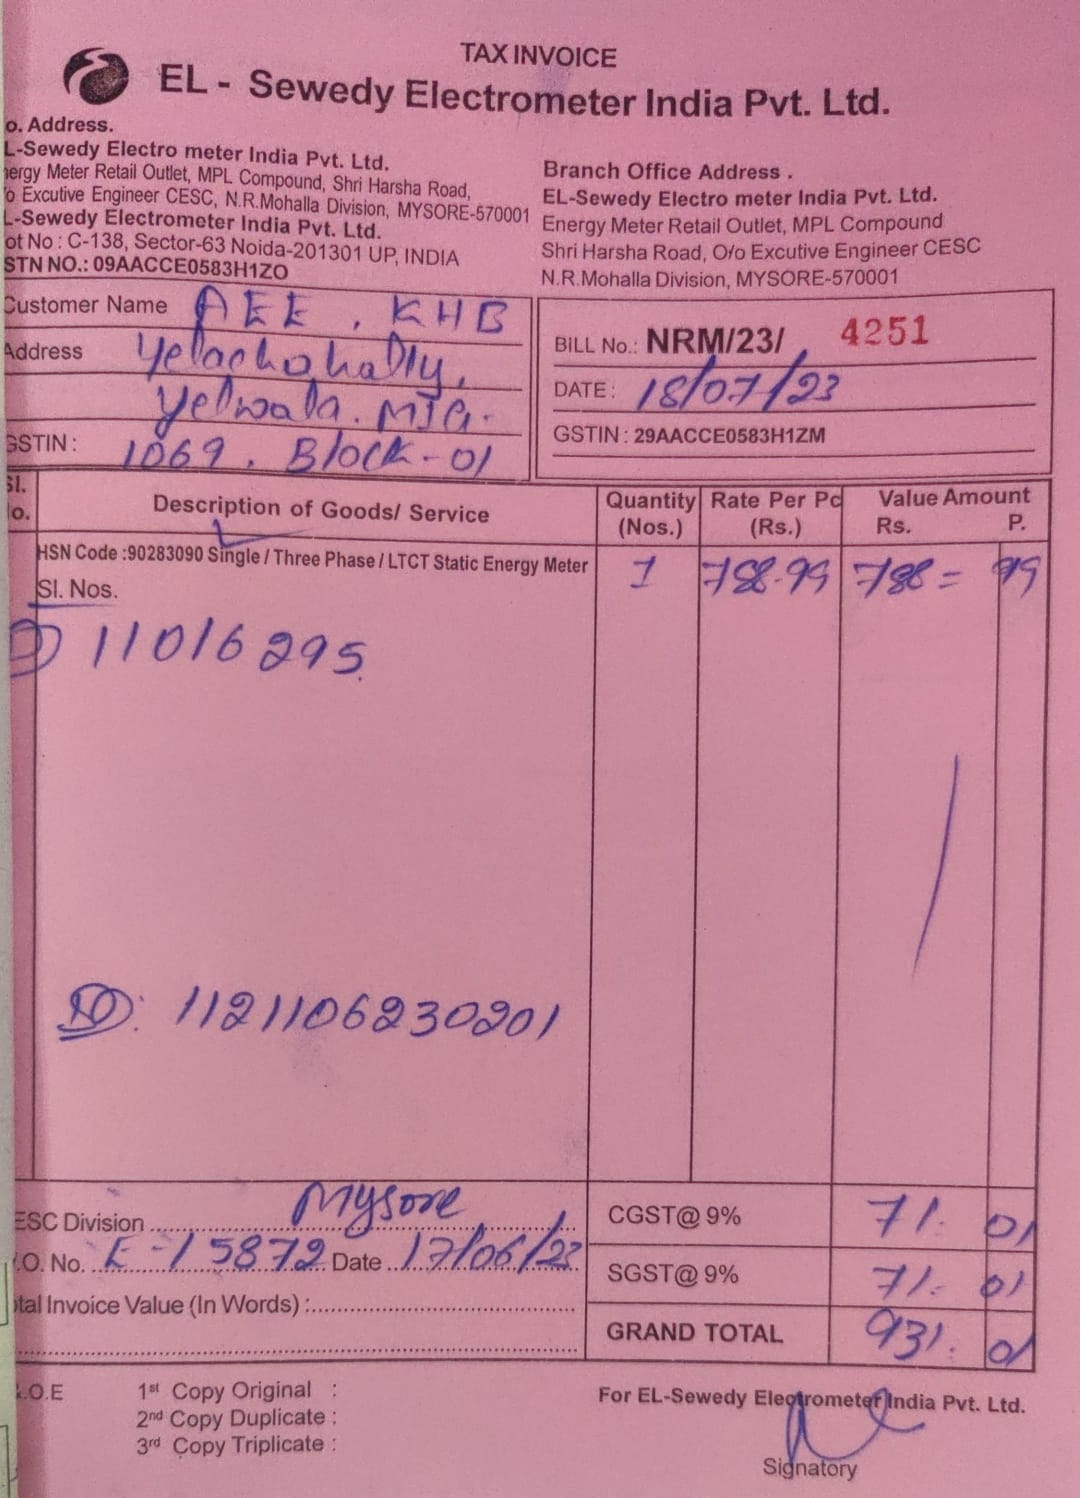 TAX INVOICE
EL - Sewedy Electrometer India Pvt. Ltd.
o. Address.
L-Sewedy Electro meter India Pvt. Ltd.
ergy Meter Retail Outlet, MPL Compound, Shri Harsha Road,
o Excutive Engineer CESC, N.R.Mohalla Division, MYSORE-570001
L-Sewedy Electrometer India Pvt. Ltd.
ot No : C-138, Sector-63 Noida-201301 UP, INDIA
STN NO.: 09AACCE0583H1ZO
Branch Office Address .
EL-Sewedy Electro meter India Pvt. Ltd.
Energy Meter Retail Outlet, MPL Compound
Shri Harsha Road, O/o Excutive Engineer CESC
N.R.Mohalla Division, MYSORE-570001
Customer Name AEE, KHB
Address Yelachahally,
Yelwala.
GSTIN : 1069. Block-01
BILL No.: NRM/23/ 4251
DATE : 18/07/23
GSTIN : 29AACCE0583H1ZM
Sl. o. Description of Goods/ Service Quantity (Nos.) Rate Per Pc (Rs.) Value Amount Rs. P.
HSN Code :90283090 Single / Three Phase / LTCT Static Energy Meter 1 788.99 788 = 99
Sl. Nos.
11016295
1121106230201
ESC Division Mysore
.O. No. E-15872 Date 17/06/23
otal Invoice Value (In Words) :
CGST@ 9% 71. 01
SGST@ 9% 71. 01
GRAND TOTAL 931. 01
.O.E
1st Copy Original :
2nd Copy Duplicate :
3rd Copy Triplicate :
For EL-Sewedy Electrometer India Pvt. Ltd.
Signatory